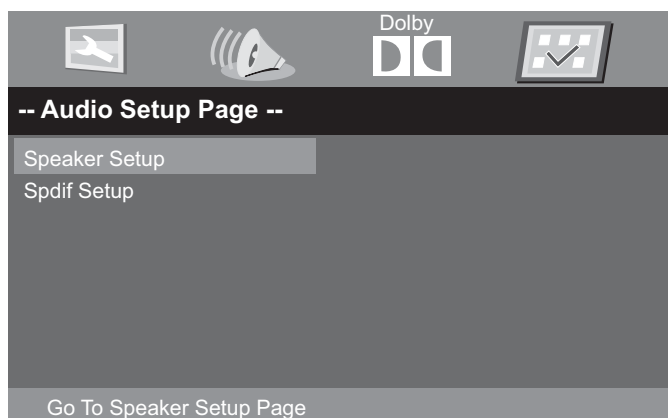 Dolby
-- Audio Setup Page --
Speaker Setup
Spdif Setup
Go To Speaker Setup Page